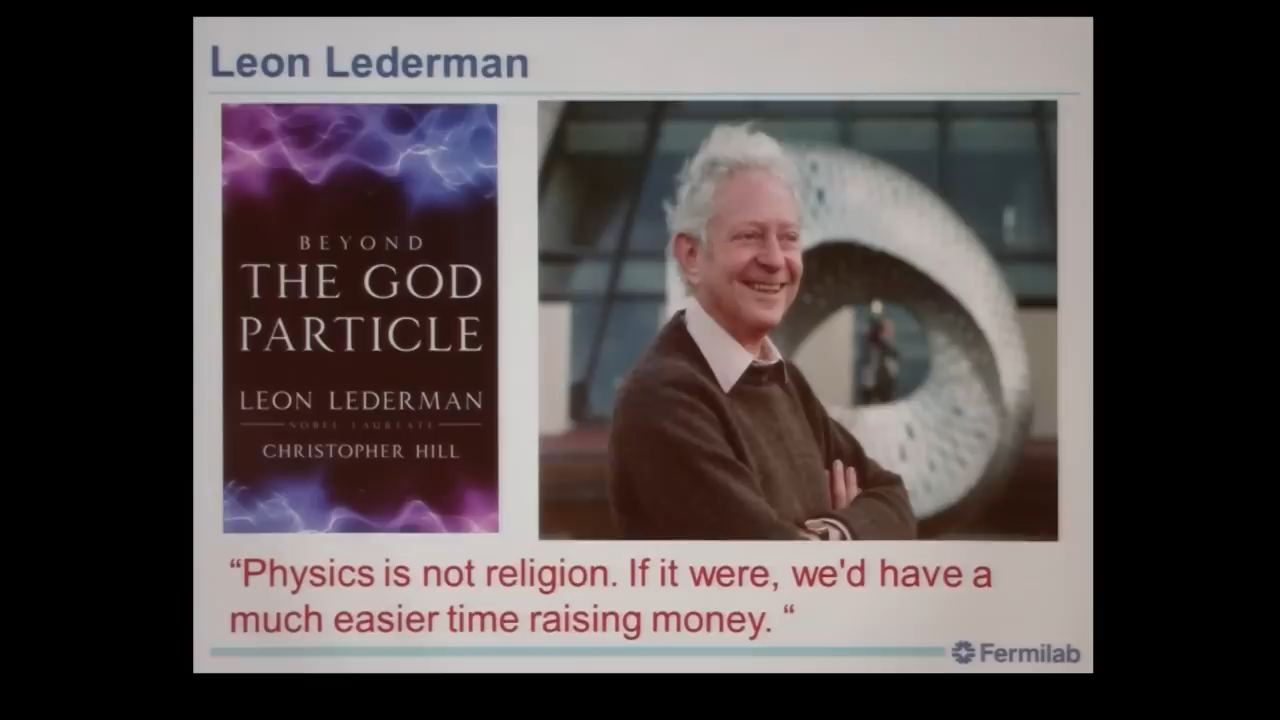 Leon Lederman
BEYOND
THE GOD
PARTICLE
LEON LEDERMAN
NOBEL LAUREATE
CHRISTOPHER HILL
“Physics is not religion. If it were, we'd have a
much easier time raising money. “
Fermilab